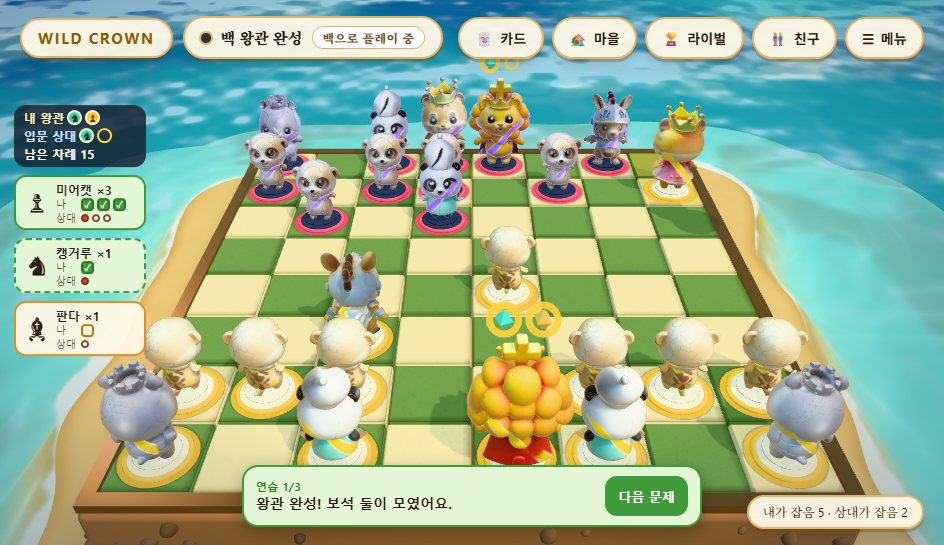 WILD CROWN
백 왕관 완성 백으로 플레이 중
카드
마을
라이벌
친구
메뉴
내 왕관
입문 상대
남은 차례 15
미어캣 ×3
나
상대
캥거루 ×1
나
상대
판다 ×1
나
상대
연습 1/3
왕관 완성! 보석 둘이 모였어요.
다음 문제
내가 잡음 5 · 상대가 잡음 2